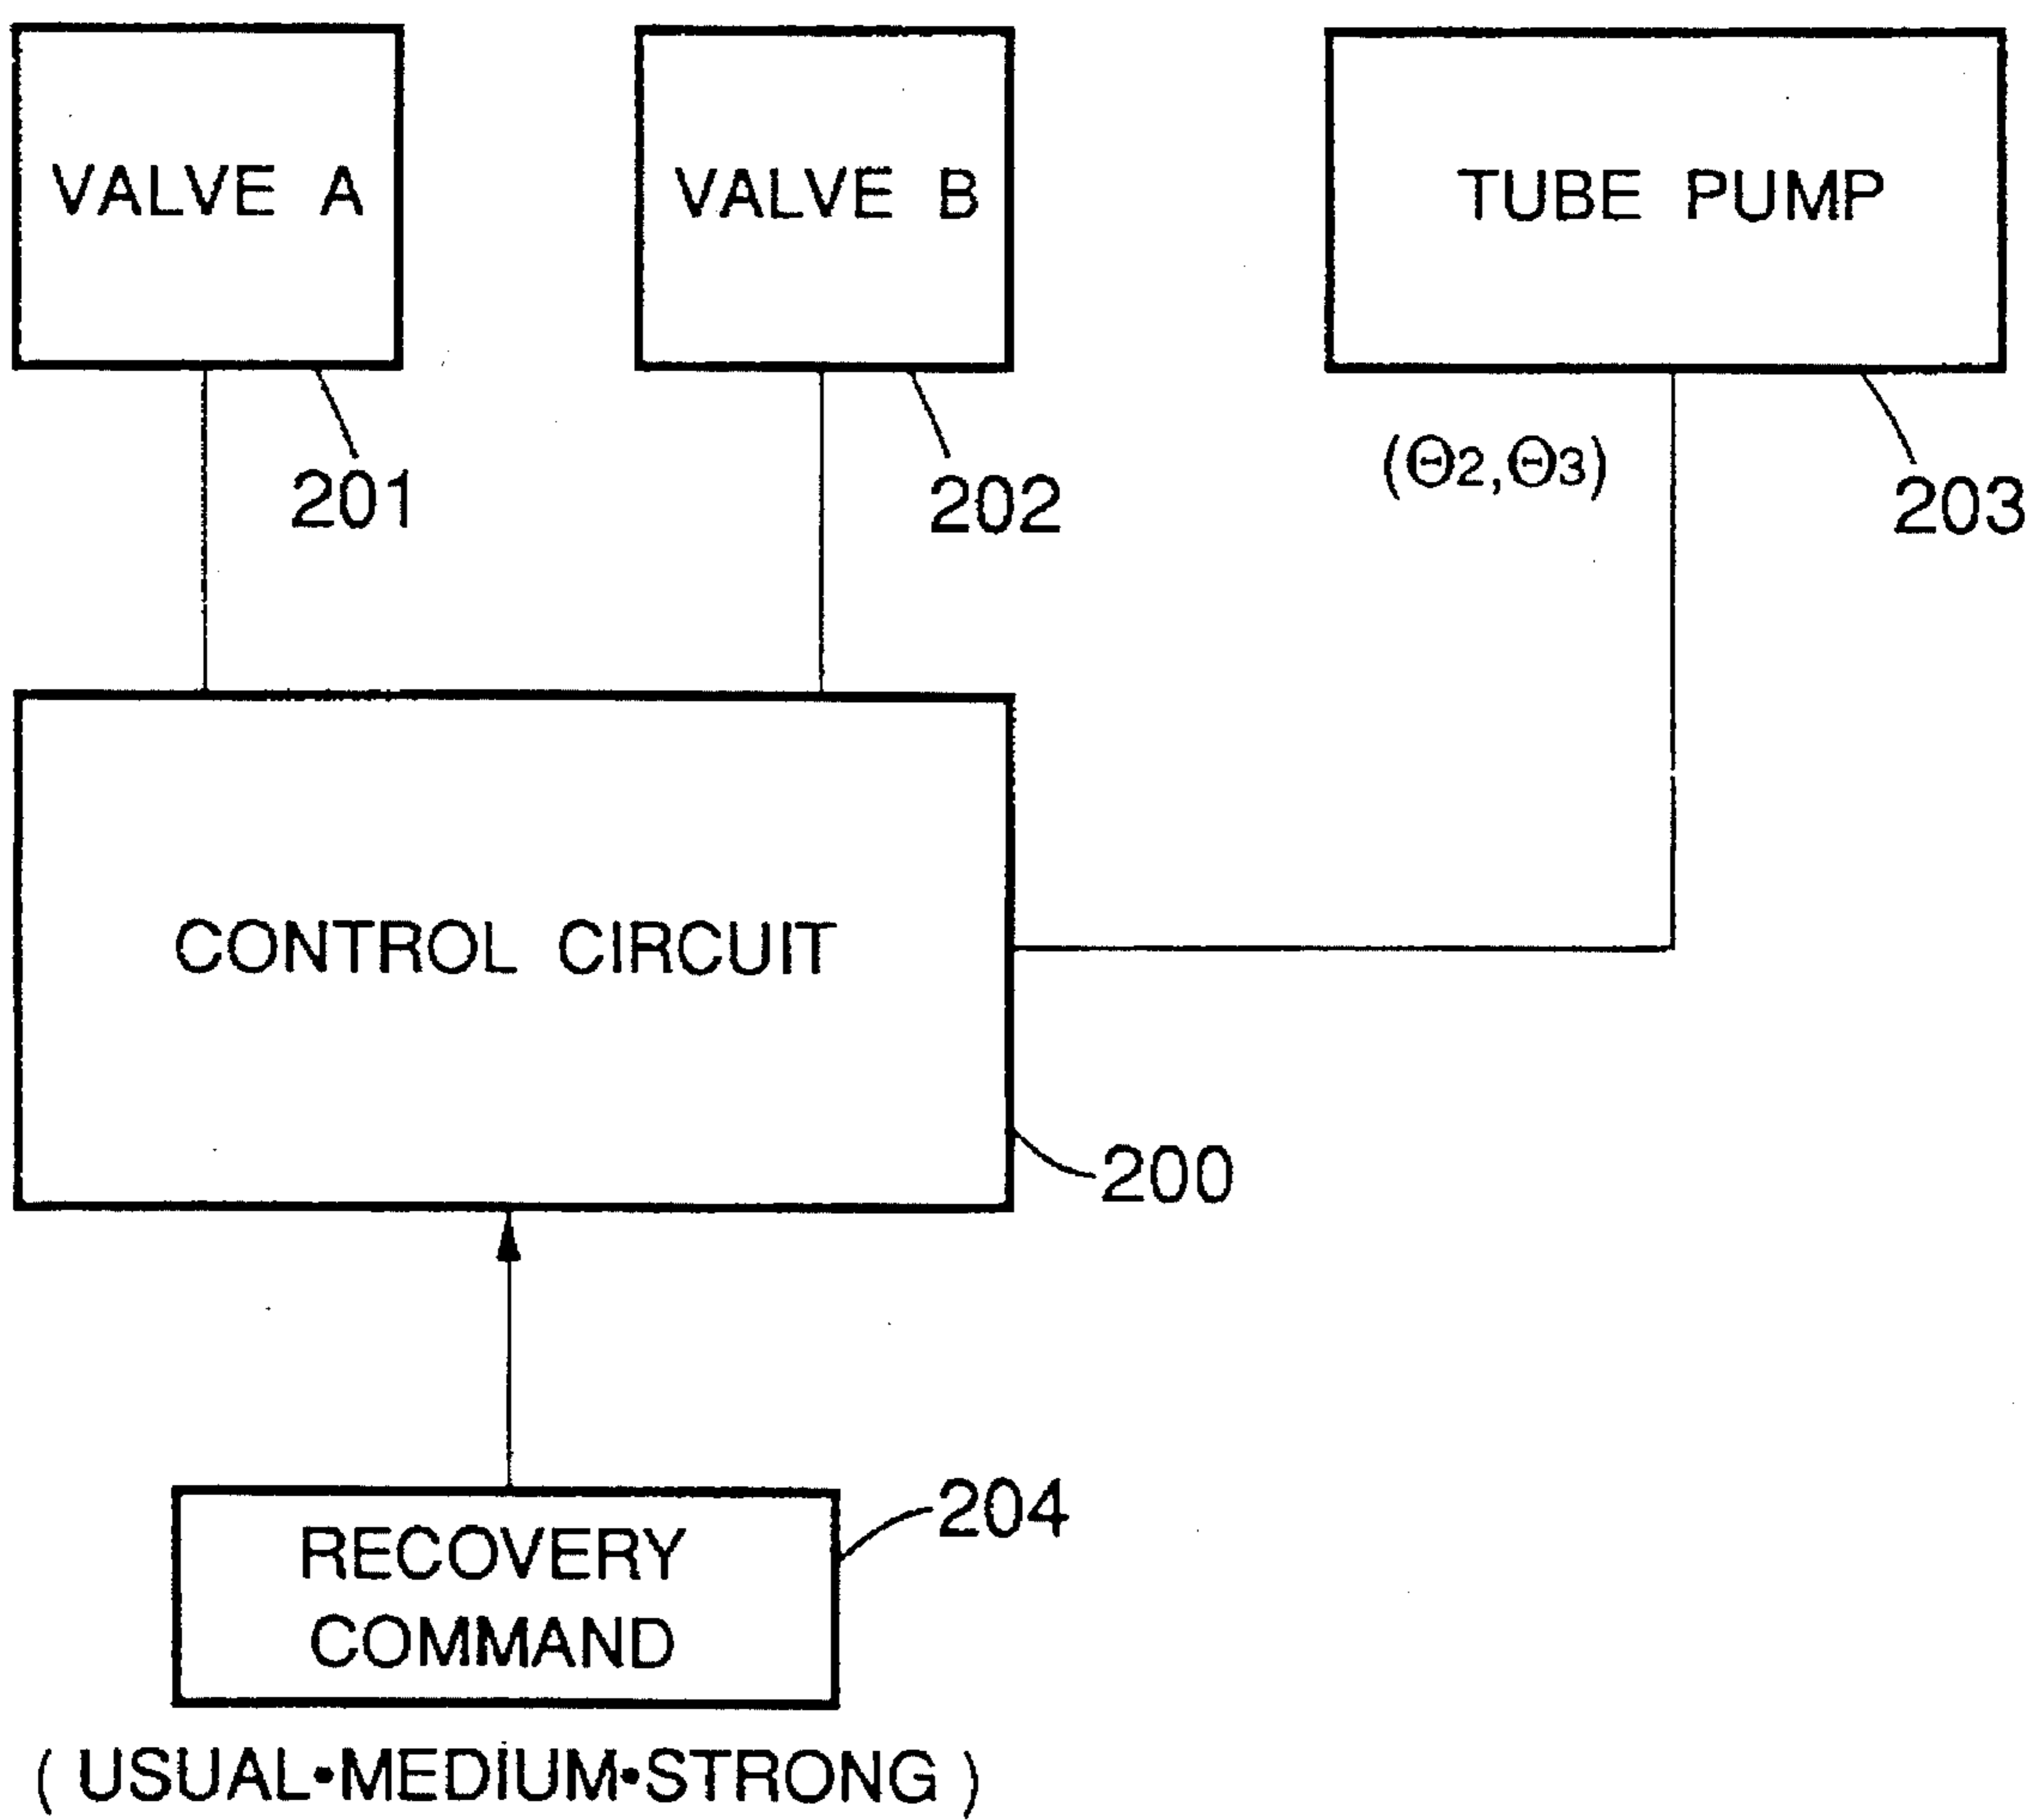 VALVE A
VALVE B
TUBE PUMP
201
202
(Θ2,Θ3)
203
CONTROL CIRCUIT
200
RECOVERY
COMMAND
204
(USUAL•MEDIUM•STRONG)